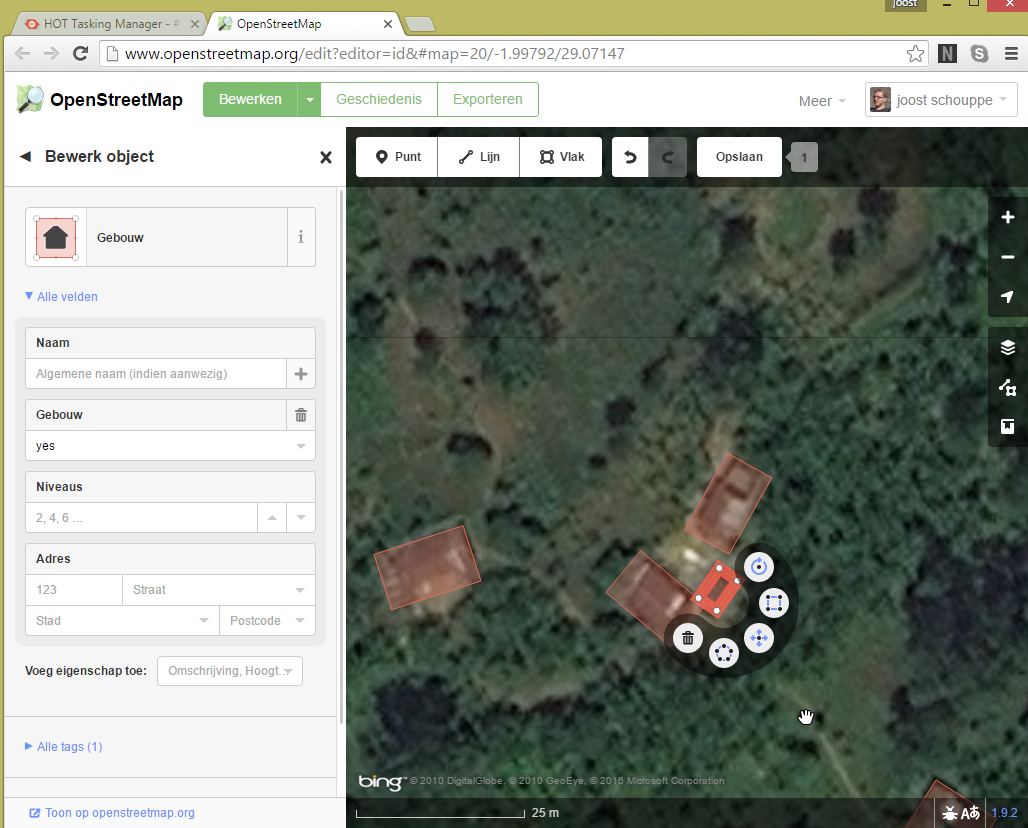 joost
HOT Tasking Manager - #
OpenStreetMap
www.openstreetmap.org/edit?editor=id&#map=20/-1.99792/29.07147
N
S
OpenStreetMap
Bewerken
Geschiedenis
Exporteren
Meer
joost schouppe
Bewerk object
Punt
Lijn
Vlak
Opslaan
1
Gebouw
i
Alle velden
Naam
Algemene naam (indien aanwezig)
Gebouw
yes
Niveaus
2, 4, 6 ...
Adres
123
Straat
Stad
Postcode
Voeg eigenschap toe:
Omschrijving, Hoogt...
Alle tags (1)
Toon op openstreetmap.org
bing
© 2010 DigitalGlobe, © 2010 GeoEye, © 2016 Microsoft Corporation
25 m
Aあ
1.9.2